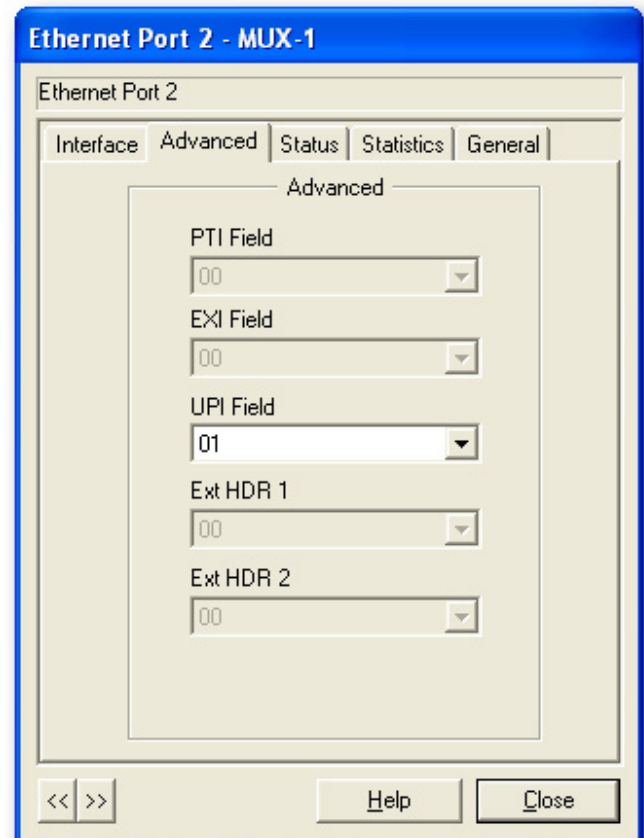 Ethernet Port 2 - MUX-1
Ethernet Port 2
Interface Advanced Status Statistics General
Advanced
PTI Field
00
EXI Field
00
UPI Field
01
Ext HDR 1
00
Ext HDR 2
00
<< >> Help Close